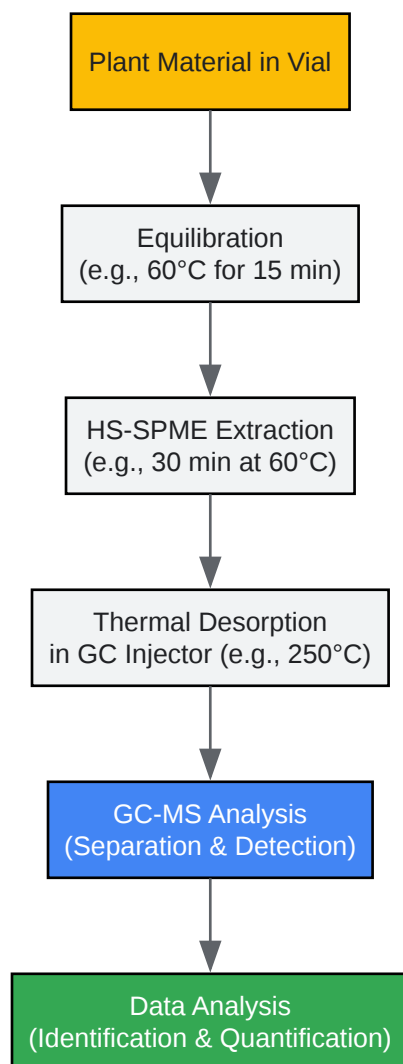 Plant Material in Vial
Equilibration
(e.g., 60°C for 15 min)
HS-SPME Extraction
(e.g., 30 min at 60°C)
Thermal Desorption
in GC Injector (e.g., 250°C)
GC-MS Analysis
(Separation & Detection)
Data Analysis
(Identification & Quantification)